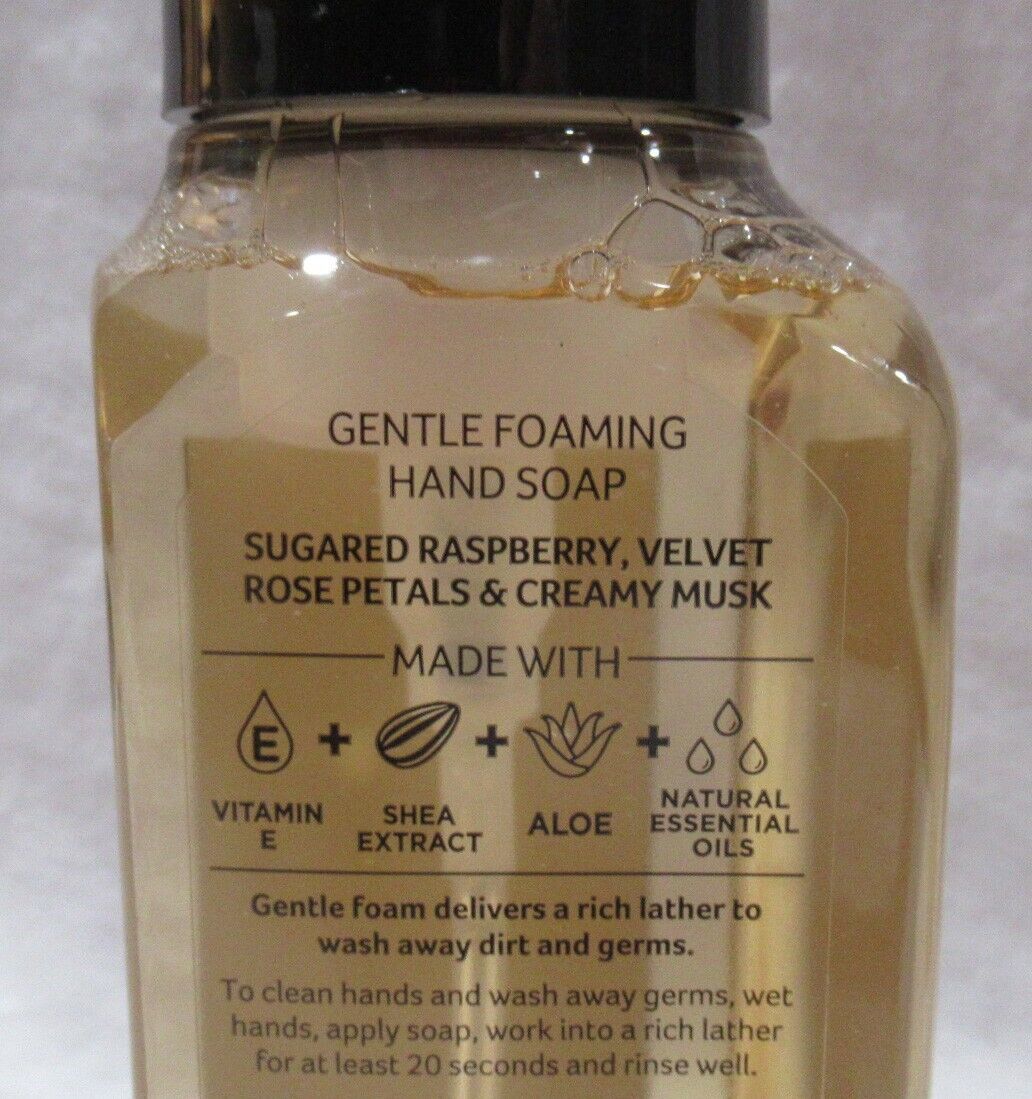 GENTLE FOAMING
HAND SOAP
SUGARED RASPBERRY, VELVET
ROSE PETALS & CREAMY MUSK
MADE WITH
E + + +
VITAMIN E
SHEA EXTRACT
ALOE
NATURAL ESSENTIAL OILS
Gentle foam delivers a rich lather to
wash away dirt and germs.
To clean hands and wash away germs, wet
hands, apply soap, work into a rich lather
for at least 20 seconds and rinse well.